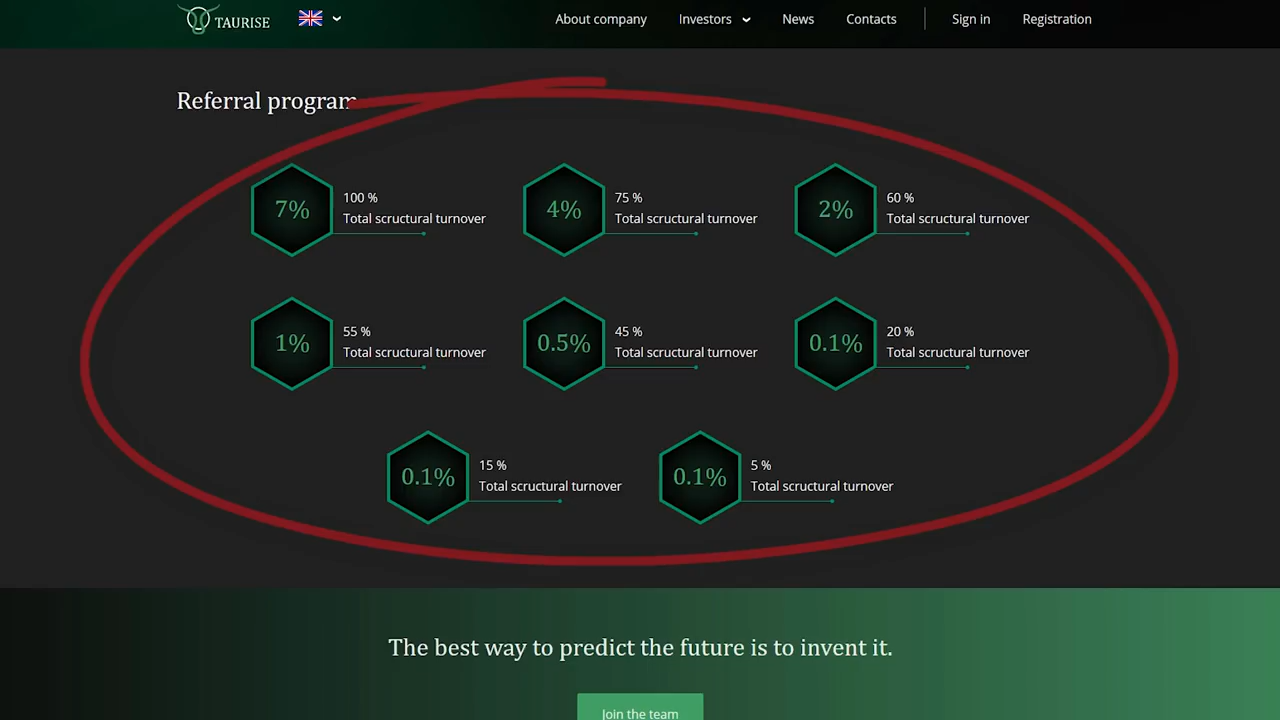 TAURISE
About company Investors News Contacts Sign in Registration
Referral program
7%
100 %
Total scructural turnover
4%
75 %
Total scructural turnover
2%
60 %
Total scructural turnover
1%
55 %
Total scructural turnover
0.5%
45 %
Total scructural turnover
0.1%
20 %
Total scructural turnover
0.1%
15 %
Total scructural turnover
0.1%
5 %
Total scructural turnover
The best way to predict the future is to invent it.
Join the team